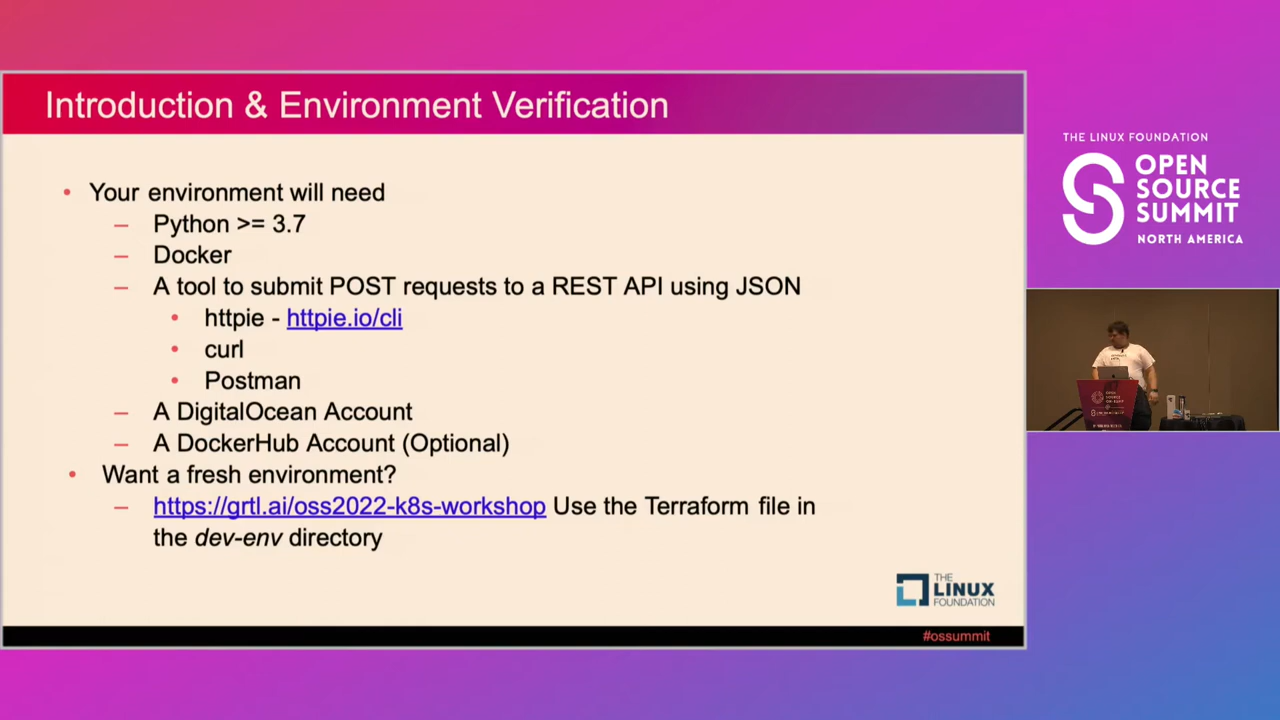 Introduction & Environment Verification
• Your environment will need
– Python >= 3.7
– Docker
– A tool to submit POST requests to a REST API using JSON
• httpie - httpie.io/cli
• curl
• Postman
– A DigitalOcean Account
– A DockerHub Account (Optional)
• Want a fresh environment?
– https://grtl.ai/oss2022-k8s-workshop Use the Terraform file in
the dev-env directory
THE
LINUX
FOUNDATION
#ossummit
THE LINUX FOUNDATION
OPEN
SOURCE
SUMMIT
NORTH AMERICA